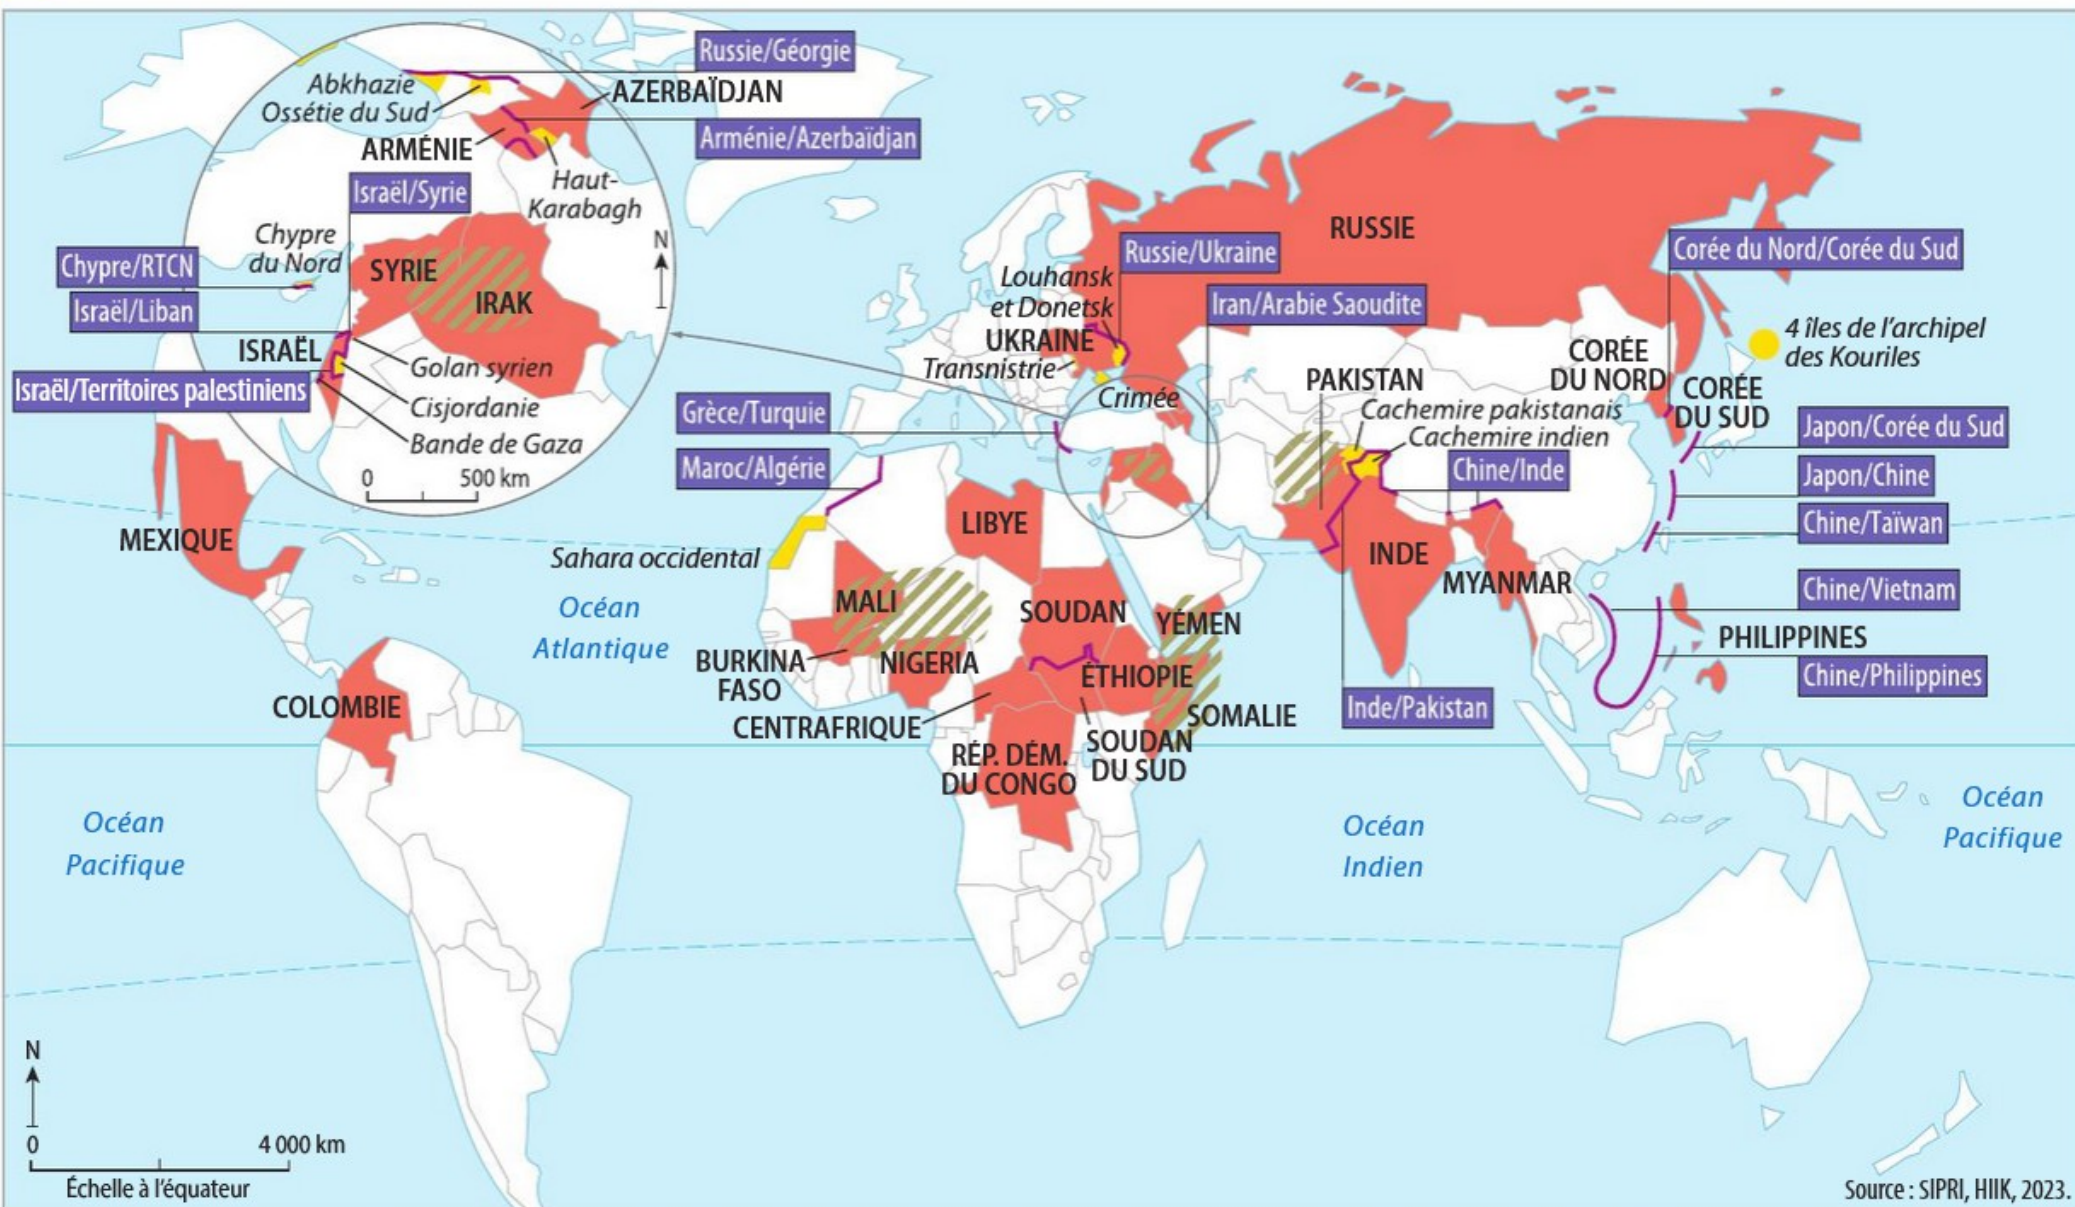 Russie/Géorgie
Abkhazie
Ossétie du Sud
AZERBAÏDJAN
Arménie/Azerbaïdjan
ARMÉNIE
Israël/Syrie
Haut-
Karabagh
Chypre
du Nord
N
Chypre/RTCN
SYRIE
IRAK
Israël/Liban
ISRAËL
Golan syrien
Israël/Territoires palestiniens
Cisjordanie
Bande de Gaza
0 500 km
RUSSIE
Russie/Ukraine
Corée du Nord/Corée du Sud
Louhansk
et Donetsk
Iran/Arabie Saoudite
UKRAINE
Transnistrie
4 îles de l'archipel
des Kouriles
CORÉE
DU NORD
PAKISTAN
CORÉE
DU SUD
Crimée
Cachemire pakistanais
Cachemire indien
Grèce/Turquie
Japon/Corée du Sud
Maroc/Algérie
Chine/Inde
Japon/Chine
MEXIQUE
LIBYE
Chine/Taïwan
Sahara occidental
INDE
MYANMAR
Chine/Vietnam
Océan
Atlantique
MALI
SOUDAN
YÉMEN
PHILIPPINES
BURKINA
FASO
NIGERIA
ÉTHIOPIE
Chine/Philippines
COLOMBIE
CENTRAFRIQUE
SOMALIE
Inde/Pakistan
RÉP. DÉM.
DU CONGO
SOUDAN
DU SUD
Océan
Pacifique
Océan
Indien
Océan
Pacifique
N
0 4 000 km
Échelle à l'équateur
Source : SIPRI, HIIK, 2023.